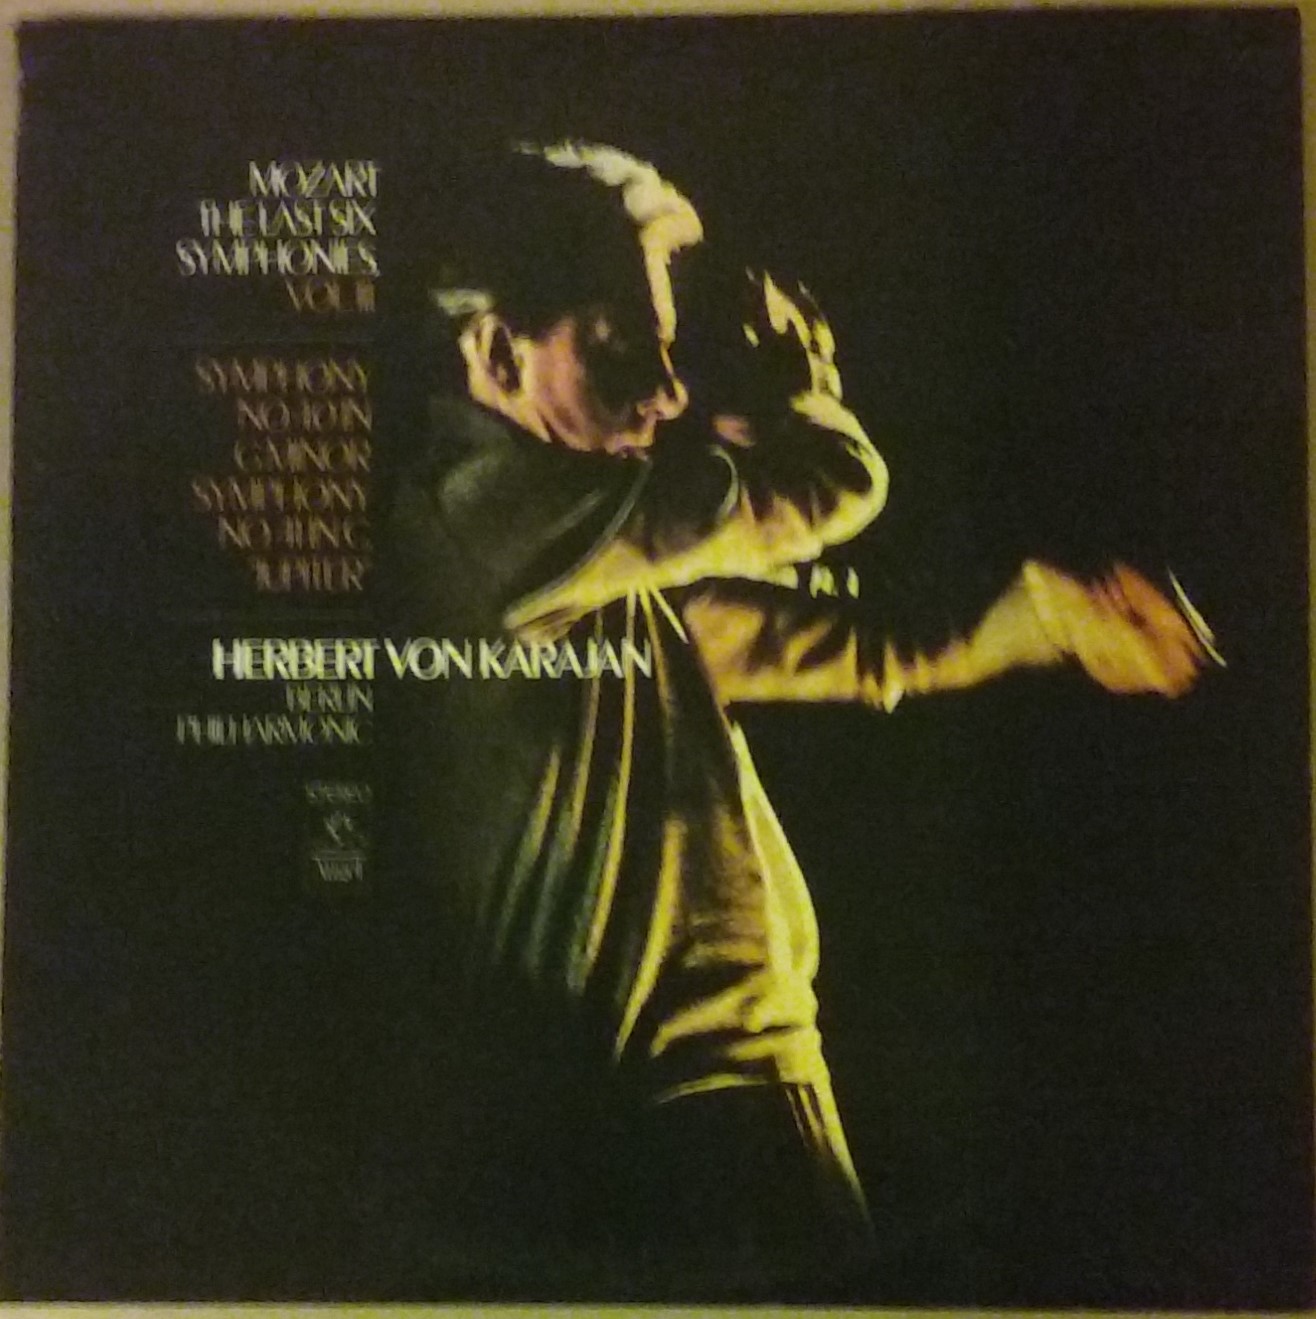 MOZART
THE LAST SIX
SYMPHONIES,
VOL. III
SYMPHONY
NO. 40 IN
G MINOR
SYMPHONY
NO. 41 IN C,
"JUPITER"
HERBERT VON KARAJAN
BERLIN
PHILHARMONIC
stereo
Angel